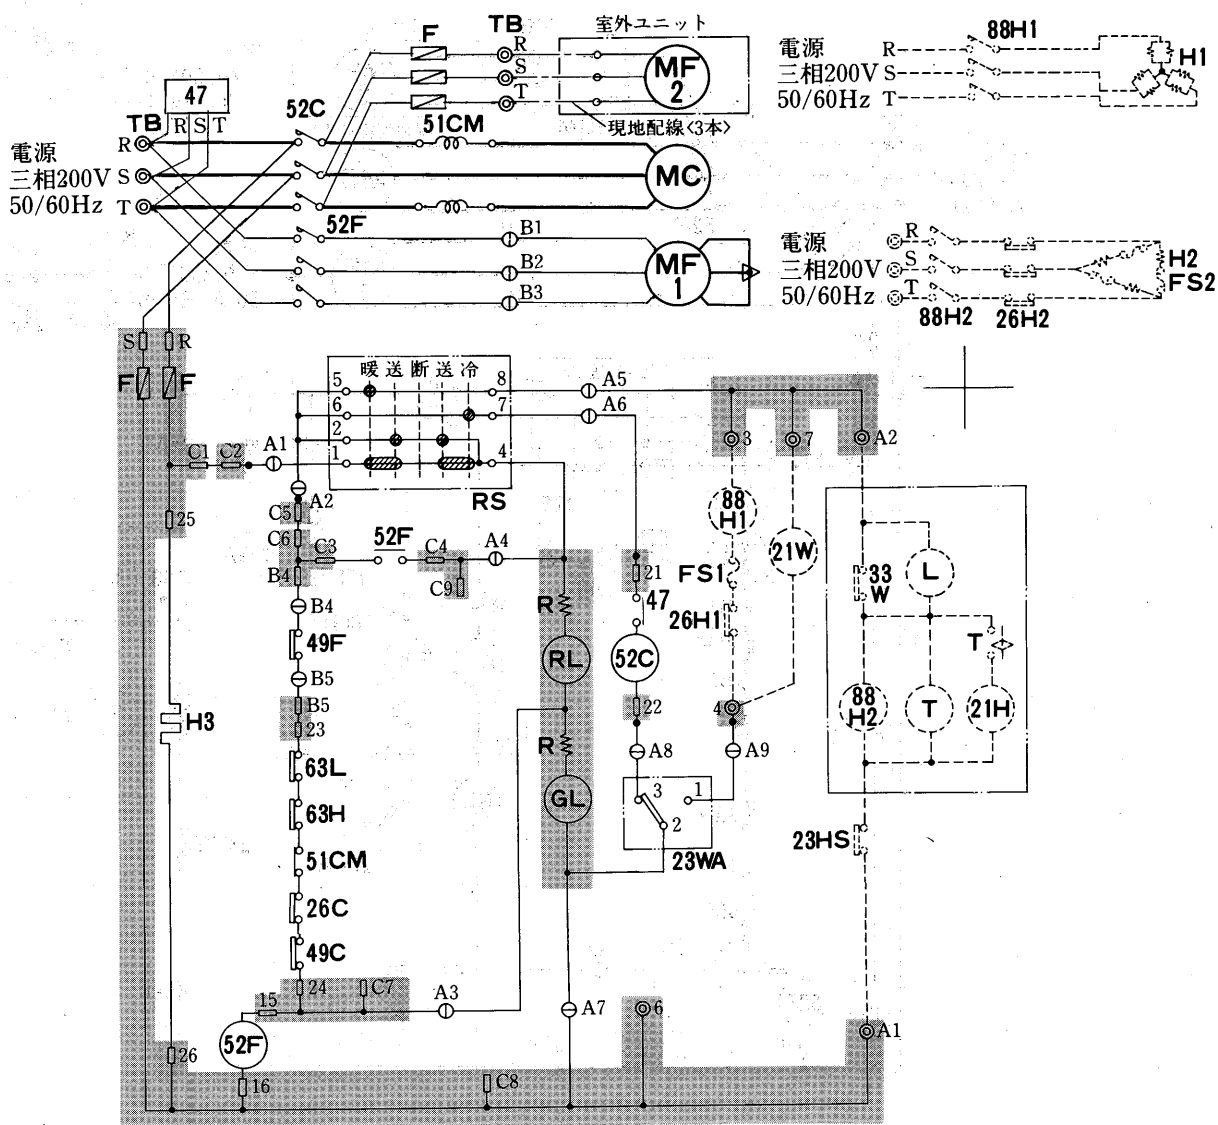 TB
F
室外ユニット
R
S
T
MF
2
現地配線<3本>
88H1
電源
三相200V
50/60Hz
R
S
T
H1
47
R S T
TB
52C
51CM
電源
三相200V
50/60Hz
R
S
T
MC
52F
B1
B2
B3
MF
1
電源
三相200V
50/60Hz
R
S
T
H2
FS2
88H2
26H2
S
R
F
F
暖 送 断 送 冷
5
8
6
7
2
1
4
RS
A5
A6
C1
C2
A1
A2
3
7
A2
25
C5
C6
C3
52F
C4
A4
C9
B4
B4
49F
B5
B5
23
63L
63H
51CM
26C
49C
24
C7
A3
15
52F
16
H3
26
R
RL
R
GL
21
47
52C
22
A8
88
H1
FS1
26H1
21W
4
A9
3
1
2
23WA
33
W
L
T
88
H2
T
21H
23HS
A7
6
A1
C8